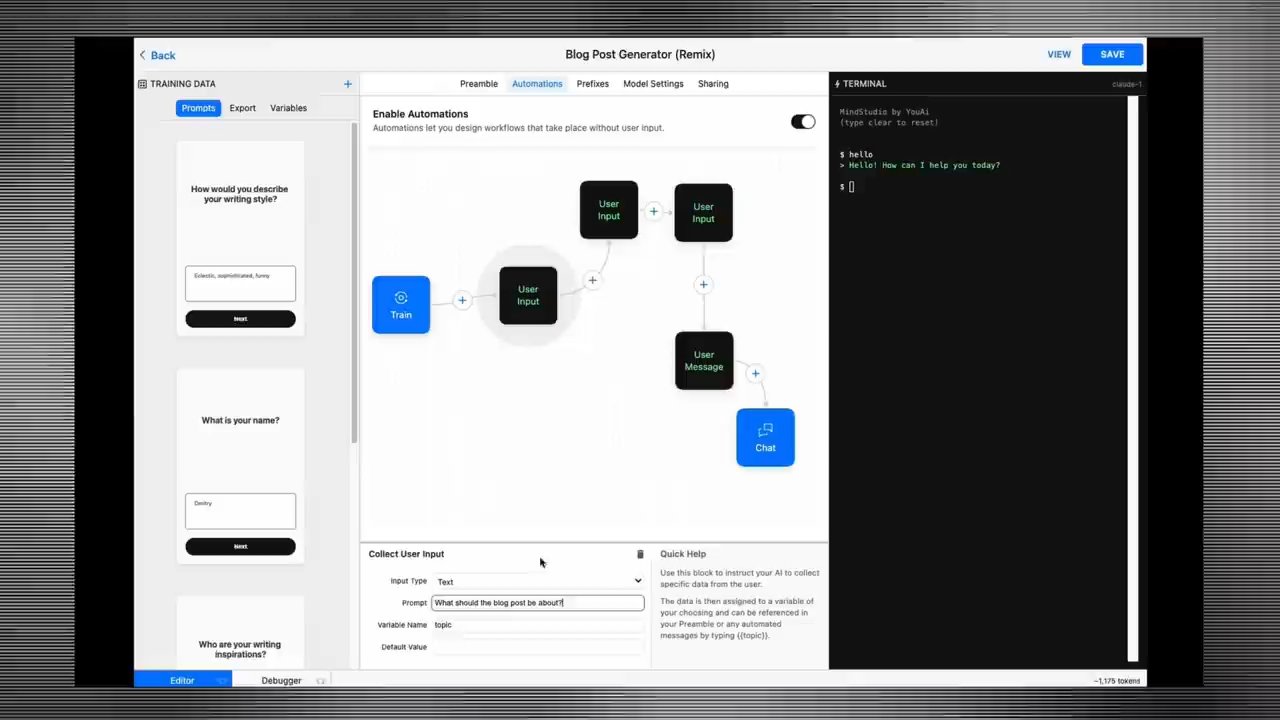 Back
Blog Post Generator (Remix)
VIEW
SAVE
TRAINING DATA
Prompts
Export
Variables
How would you describe
your writing style?
Eclectic, sophisticated, funny
Next
What is your name?
Dmitry
Next
Who are your writing
inspirations?
Preamble
Automations
Prefixes
Model Settings
Sharing
Enable Automations
Automations let you design workflows that take place without user input.
Train
User
Input
User
Input
User
Input
User
Message
Chat
Collect User Input
Input Type
Text
Prompt
What should the blog post be about?
Variable Name
topic
Default Value
Quick Help
Use this block to instruct your AI to collect
specific data from the user.
The data is then assigned to a variable of
your choosing and can be referenced in
your Preamble or any automated
messages by typing {{topic}}.
TERMINAL
claude-1
MindStudio by YouAi
(type clear to reset)
$ hello
> Hello! How can I help you today?
$
Editor
Debugger
~1,175 tokens